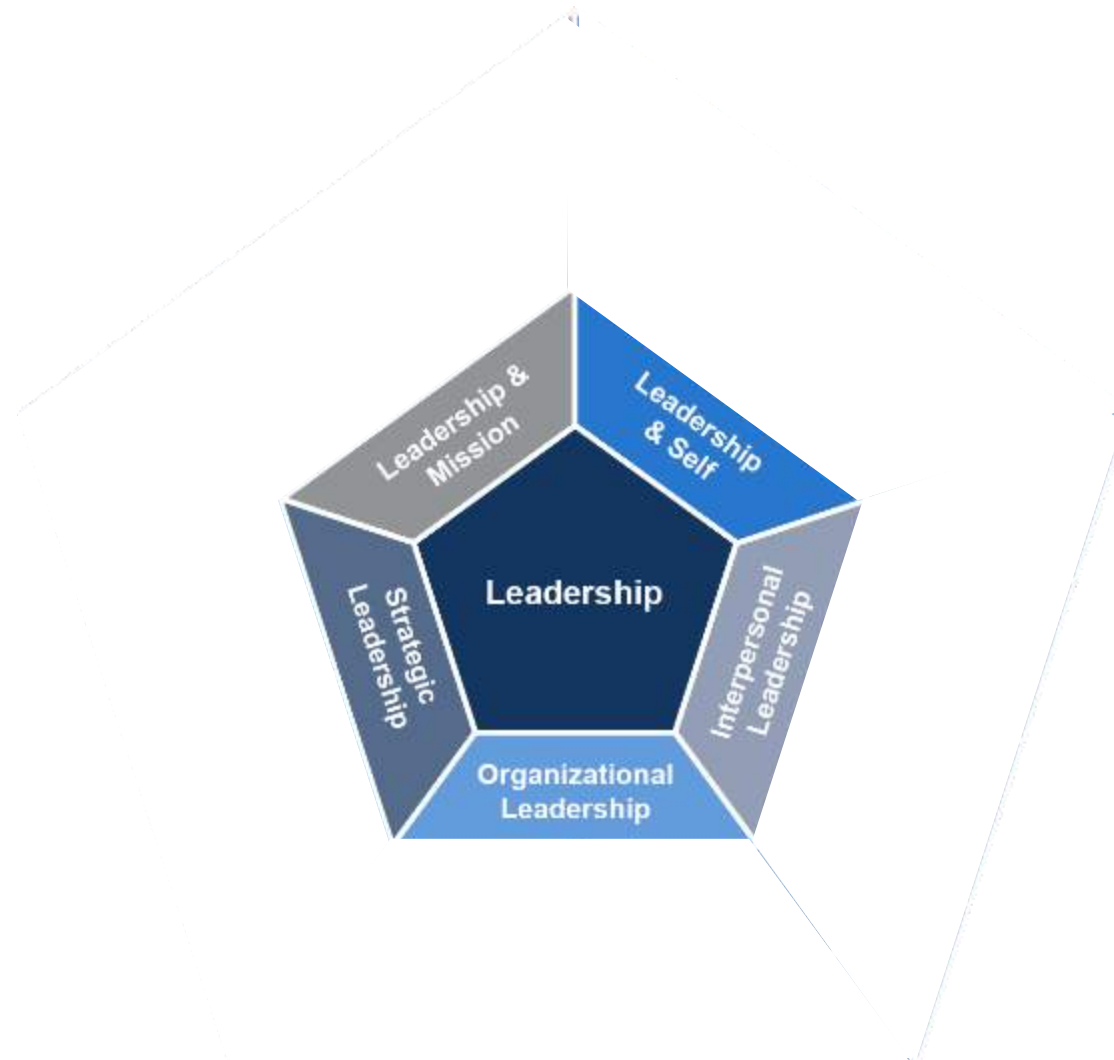 Leadership &
Mission
Leadership
& Self
Strategic
Leadership
Leadership
Interpersonal
Leadership
Organizational
Leadership